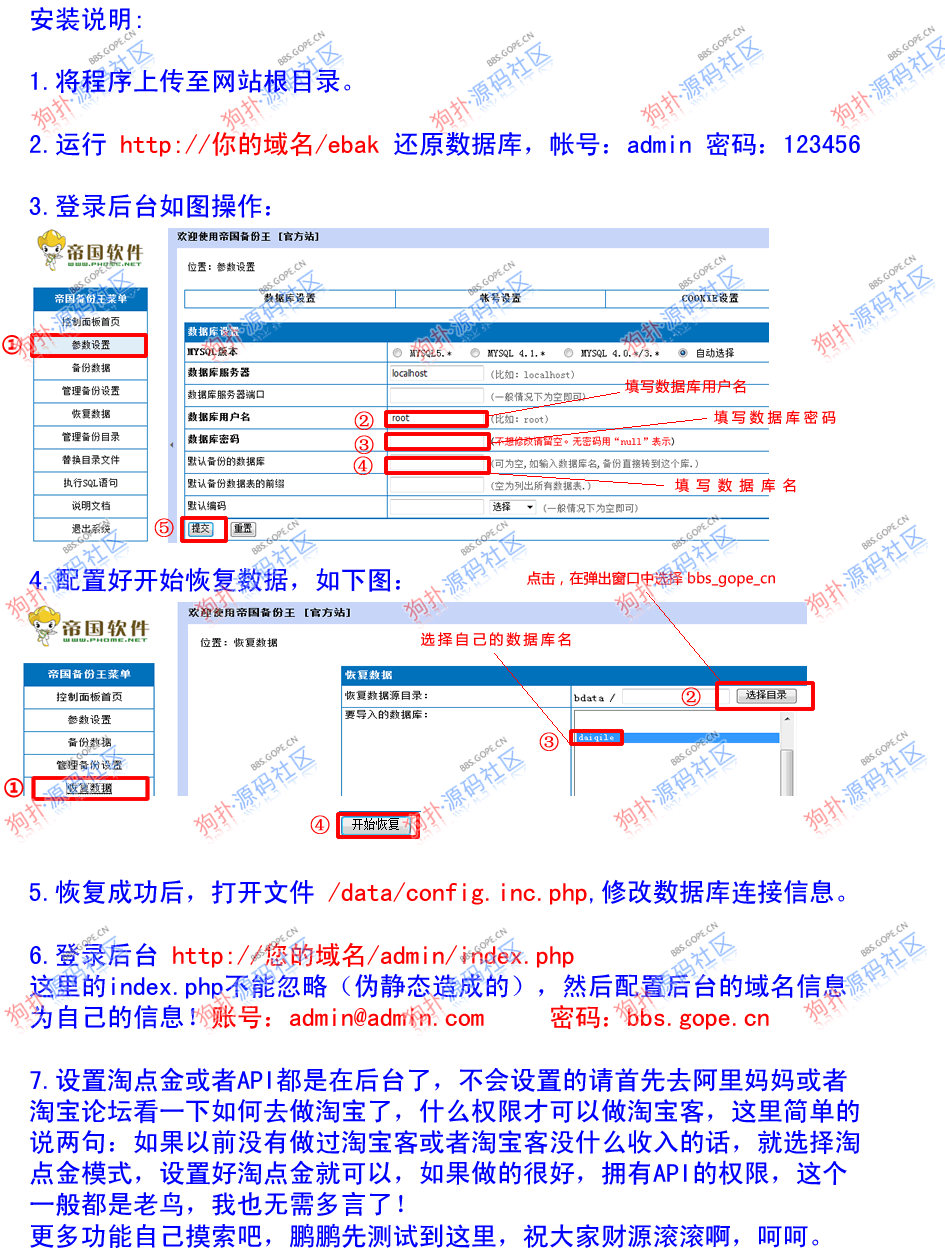 安装说明:
1.将程序上传至网站根目录。
2.运行 http://你的域名/ebak 还原数据库，帐号：admin 密码：123456
3.登录后台如图操作：
帝国软件
WWW.PHOME.NET
欢迎使用帝国备份王 [官方站]
位置：参数设置
帝国备份王菜单
控制面板首页
① 参数设置
备份数据
管理备份设置
恢复数据
管理备份目录
替换目录文件
执行SQL语句
说明文档
退出系统
数据库设置 帐号设置 COOKIE设置
数据库设置
MYSQL版本 MYSQL5.* MYSQL 4.1.* MYSQL 4.0.*/3.* 自动选择
数据库服务器 localhost (比如：localhost)
填写数据库用户名
数据库服务器端口 (一般情况下为空即可)
数据库用户名 ② root (比如：root)
填写数据库密码
数据库密码 ③ (不想修改请留空。无密码用“null”表示)
默认备份的数据库 ④ (可为空,如输入数据库名,备份直接转到这个库.)
默认备份数据表的前缀 (空为列出所有数据表.)
填写数据库名
默认编码 选择 (一般情况下为空即可)
⑤ 提交 重置
4.配置好开始恢复数据，如下图：
点击，在弹出窗口中选择 bbs_gope_cn
帝国软件
WWW.PHOME.NET
欢迎使用帝国备份王 [官方站]
位置：恢复数据
选择自己的数据库名
帝国备份王菜单
控制面板首页
参数设置
备份数据
管理备份设置
① 恢复数据
恢复数据
恢复数据源目录： bdata / ② 选择目录
要导入的数据库：
③ daiqile
④ 开始恢复
5.恢复成功后，打开文件 /data/config.inc.php,修改数据库连接信息。
6.登录后台 http://您的域名/admin/index.php
这里的index.php不能忽略（伪静态造成的），然后配置后台的域名信息
为自己的信息！账号：admin@admin.com 密码：bbs.gope.cn
7.设置淘点金或者API都是在后台了，不会设置的请首先去阿里妈妈或者
淘宝论坛看一下如何去做淘宝了，什么权限才可以做淘宝客，这里简单的
说两句：如果以前没有做过淘宝客或者淘宝客没什么收入的话，就选择淘
点金模式，设置好淘点金就可以，如果做的很好，拥有API的权限，这个
一般都是老鸟，我也无需多言了！
更多功能自己摸索吧，鹏鹏先测试到这里，祝大家财源滚滚啊，呵呵。
狗扑·源码社区
BBS.GOPE.CN